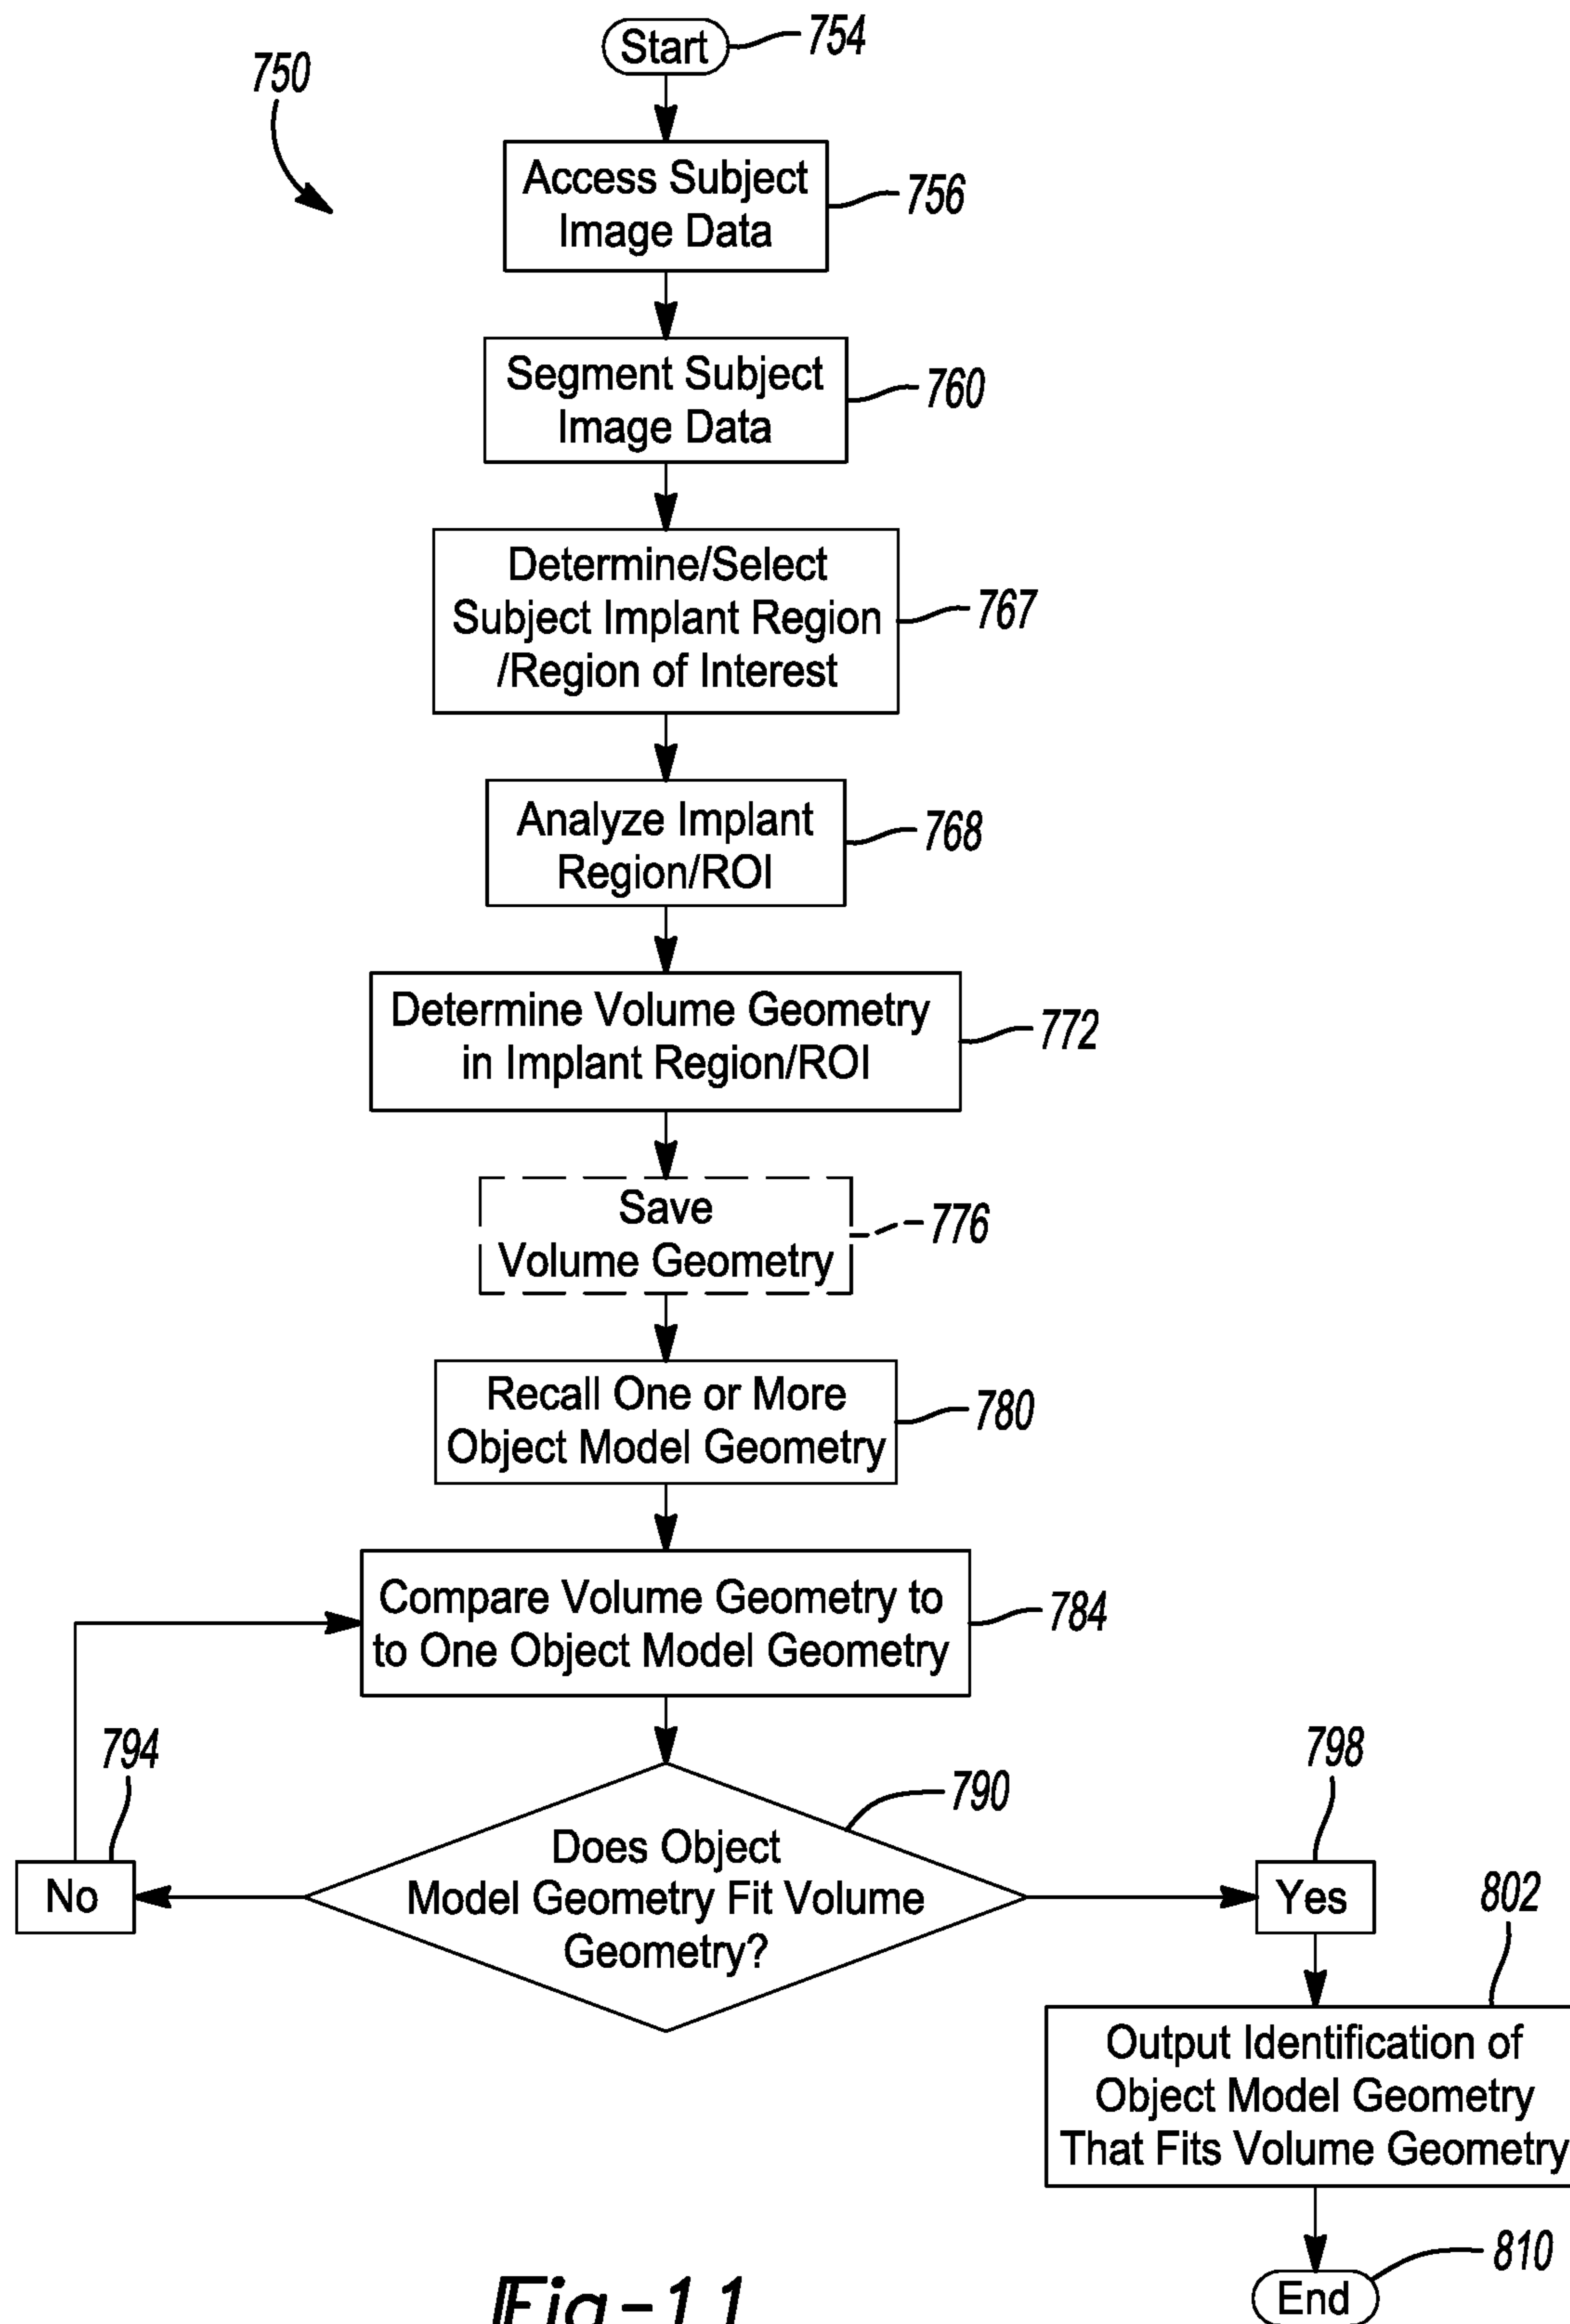 Start
754
750
Access Subject
Image Data
756
Segment Subject
Image Data
760
Determine/Select
Subject Implant Region
/Region of Interest
767
Analyze Implant
Region/ROI
768
Determine Volume Geometry
in Implant Region/ROI
772
Save
Volume Geometry
776
Recall One or More
Object Model Geometry
780
Compare Volume Geometry to
to One Object Model Geometry
784
794
No
Does Object
Model Geometry Fit Volume
Geometry?
790
798
Yes
802
Output Identification of
Object Model Geometry
That Fits Volume Geometry
810
End
Fig-11